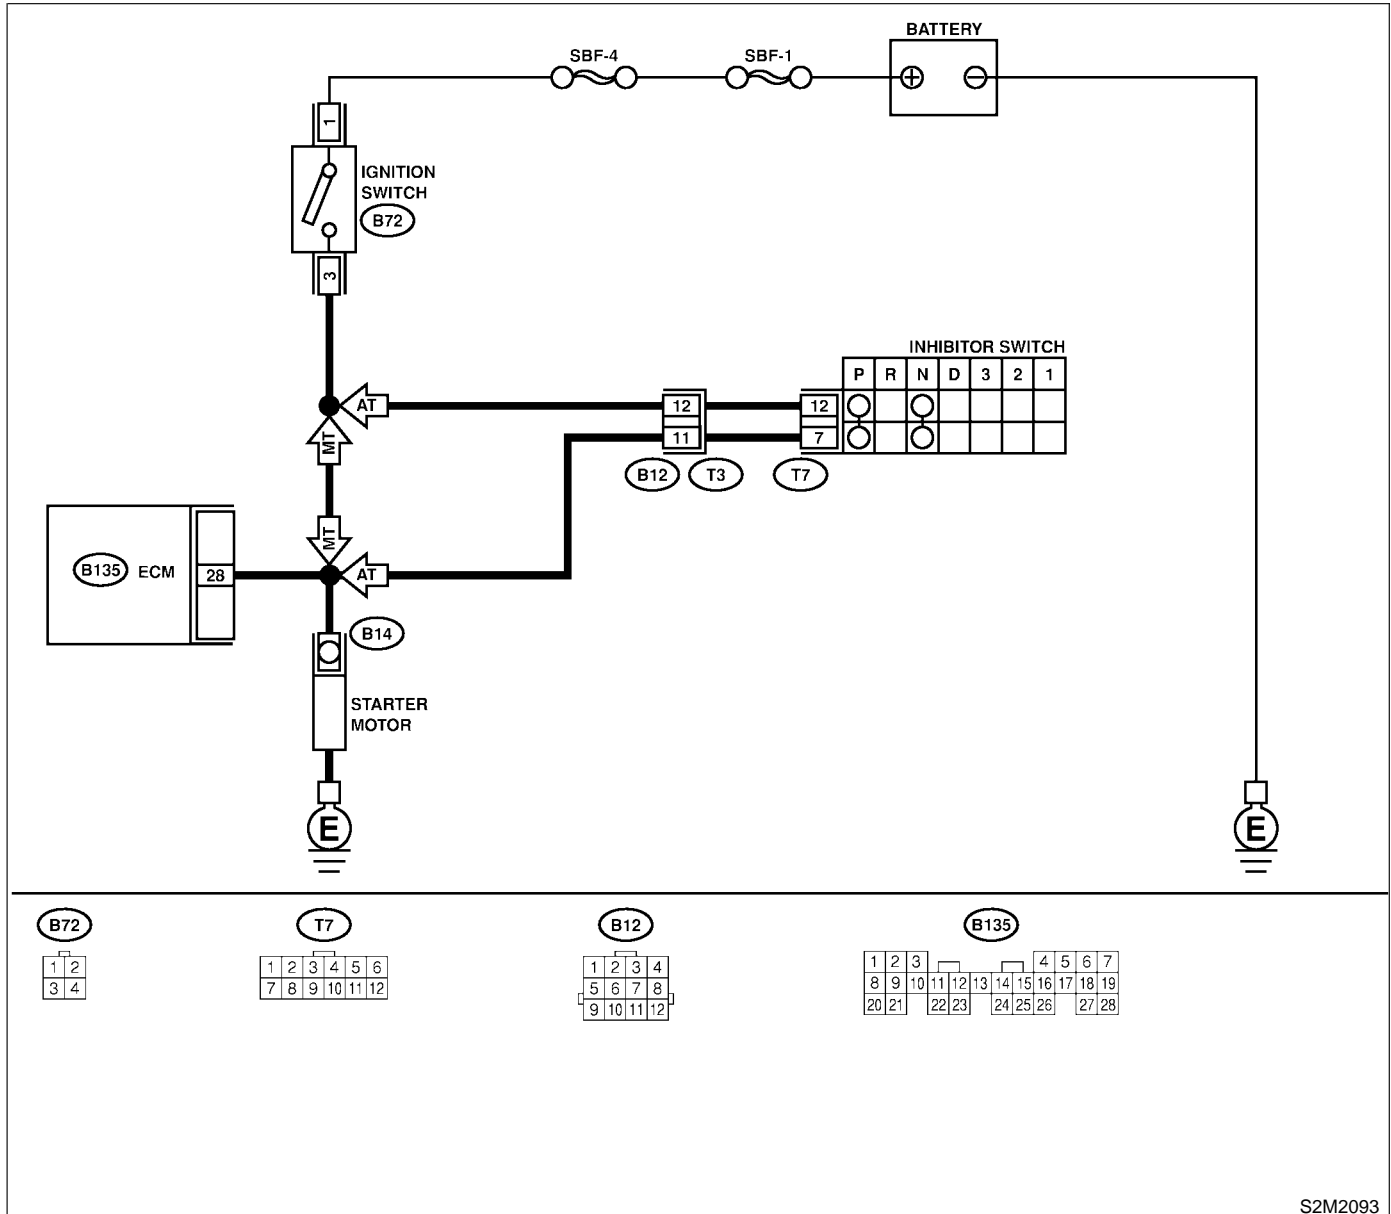 BATTERY
SBF-4
SBF-1
+
−
1
IGNITION
SWITCH
B72
3
INHIBITOR SWITCH
P R N D 3 2 1
AT
12
12
MT
11
7
B12
T3
T7
MT
B135
ECM
28
AT
B14
STARTER
MOTOR
E
E
B72
T7
B12
B135
1 2
3 4
1 2 3 4 5 6
7 8 9 10 11 12
1 2 3 4
5 6 7 8
9 10 11 12
1 2 3 4 5 6 7
8 9 10 11 12 13 14 15 16 17 18 19
20 21 22 23 24 25 26 27 28
S2M2093